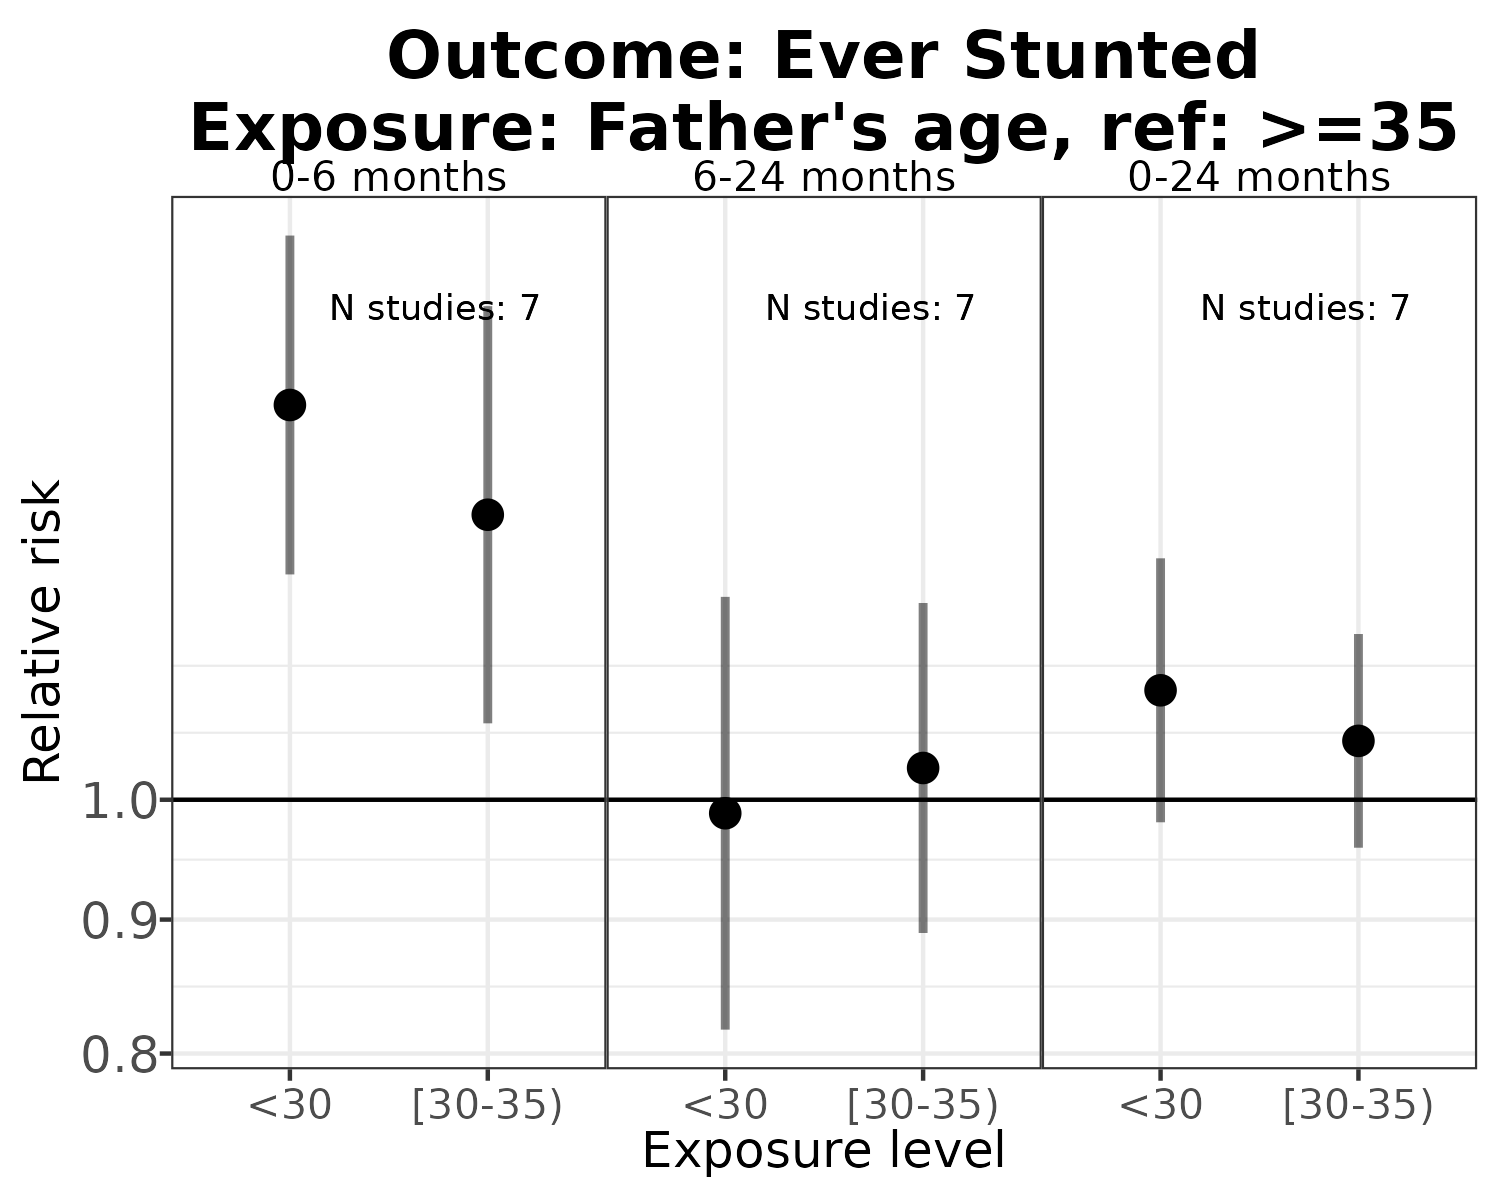 Outcome: Ever Stunted
Exposure: Father's age, ref: >=35
0-6 months
6-24 months
0-24 months
N studies: 7
N studies: 7
N studies: 7
Relative risk
1.0
0.9
0.8
<30
[30-35)
<30
[30-35)
<30
[30-35)
Exposure level